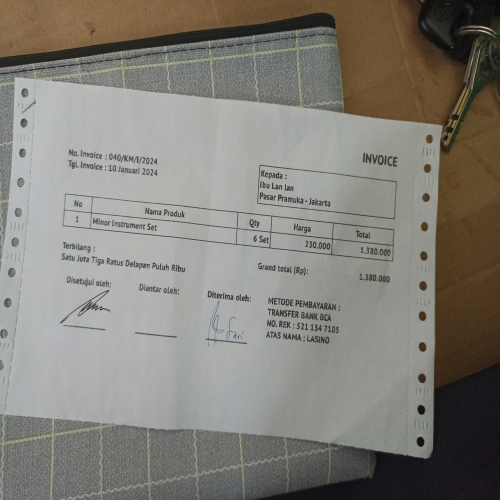 INVOICE
No. Invoice : 040/KM/I/2024
Tgl. Invoice : 10 Januari 2024
Kepada :
Ibu Lan lan
Pasar Pramuka - Jakarta
No Nama Produk Qty Harga Total
1 Minor Instrument Set 6 Set 230.000 1.380.000
Terbilang :
Satu Juta Tiga Ratus Delapan Puluh Ribu
Grand total (Rp): 1.380.000
Disetujui oleh: Diantar oleh: Diterima oleh:
METODE PEMBAYARAN :
TRANSFER BANK BCA
NO. REK : 521 134 7105
ATAS NAMA : LASINO